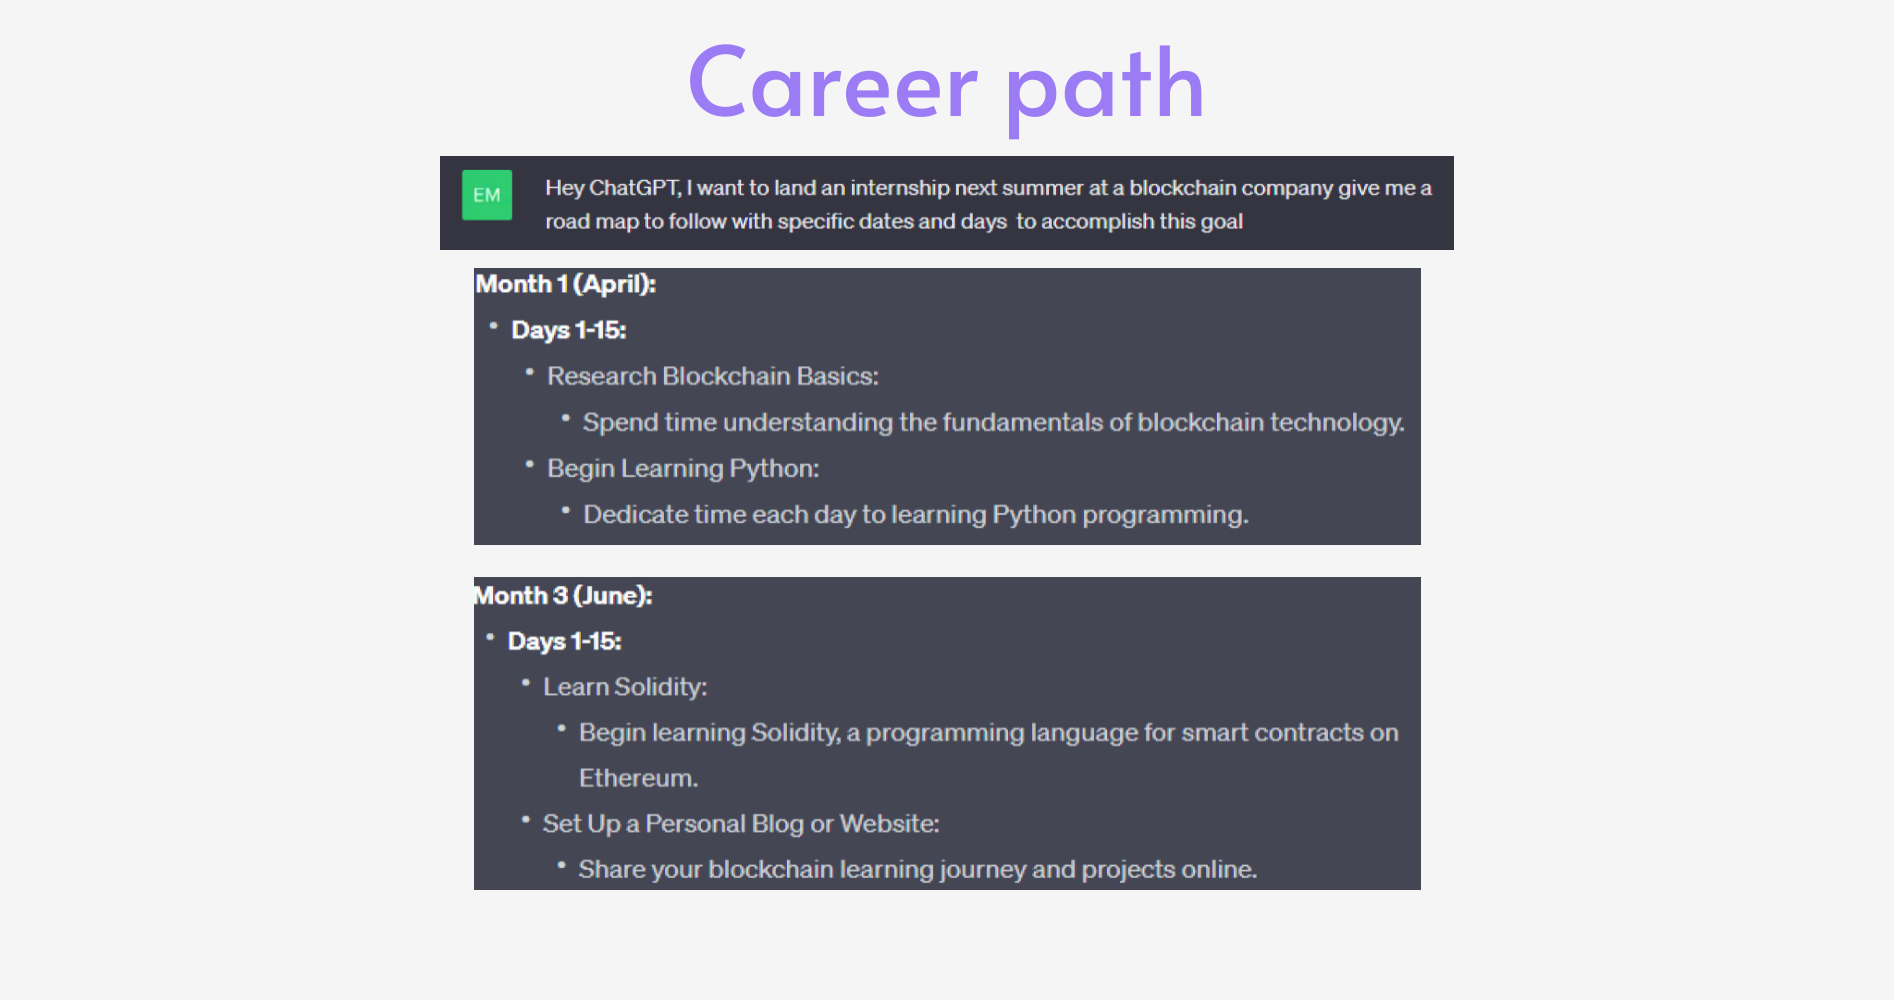 Career path
EM
Hey ChatGPT, I want to land an internship next summer at a blockchain company give me a
road map to follow with specific dates and days  to accomplish this goal
Month 1 (April):
• Days 1-15:
• Research Blockchain Basics:
• Spend time understanding the fundamentals of blockchain technology.
• Begin Learning Python:
• Dedicate time each day to learning Python programming.
Month 3 (June):
• Days 1-15:
• Learn Solidity:
• Begin learning Solidity, a programming language for smart contracts on
Ethereum.
• Set Up a Personal Blog or Website:
• Share your blockchain learning journey and projects online.